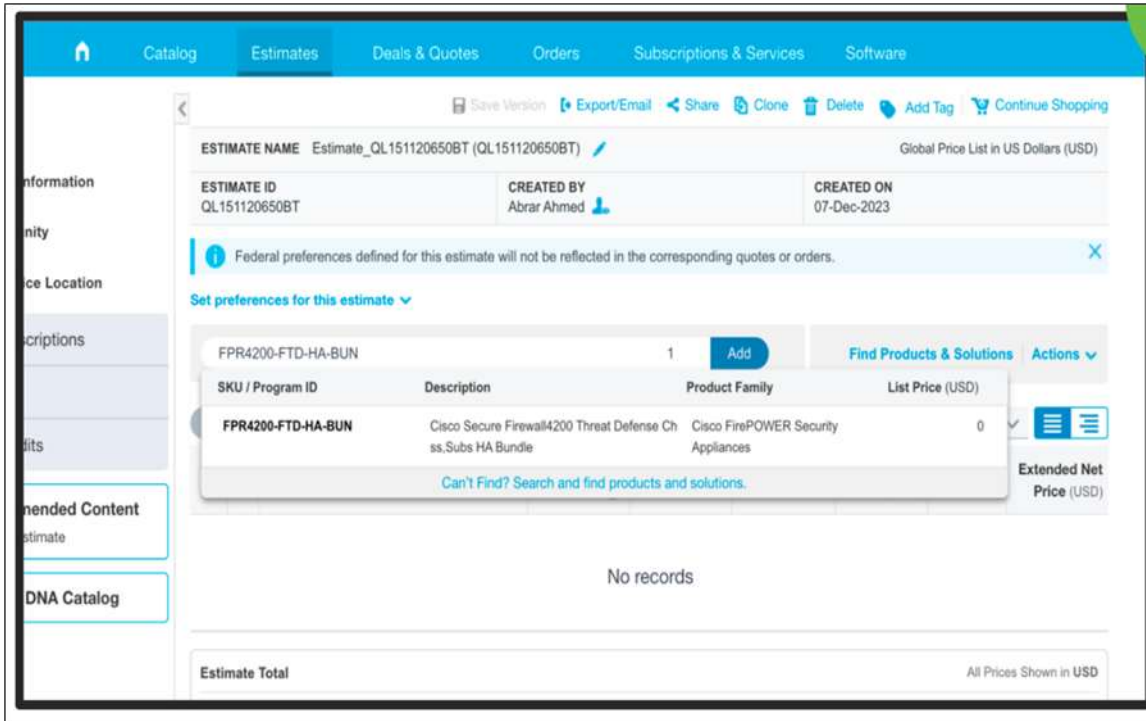 Catalog Estimates Deals & Quotes Orders Subscriptions & Services Software
Save Version Export/Email Share Clone Delete Add Tag Continue Shopping
ESTIMATE NAME Estimate_QL151120650BT (QL151120650BT) Global Price List in US Dollars (USD)
nformation
ESTIMATE ID CREATED BY CREATED ON
QL151120650BT Abrar Ahmed 07-Dec-2023
nity
Federal preferences defined for this estimate will not be reflected in the corresponding quotes or orders.
ice Location
Set preferences for this estimate
criptions
FPR4200-FTD-HA-BUN 1 Add Find Products & Solutions Actions
SKU / Program ID Description Product Family List Price (USD)
FPR4200-FTD-HA-BUN Cisco Secure Firewall4200 Threat Defense Ch Cisco FirePOWER Security 0
ss,Subs HA Bundle Appliances
dits
Can't Find? Search and find products and solutions.
Extended Net
Price (USD)
mended Content
stimate
No records
DNA Catalog
Estimate Total All Prices Shown in USD